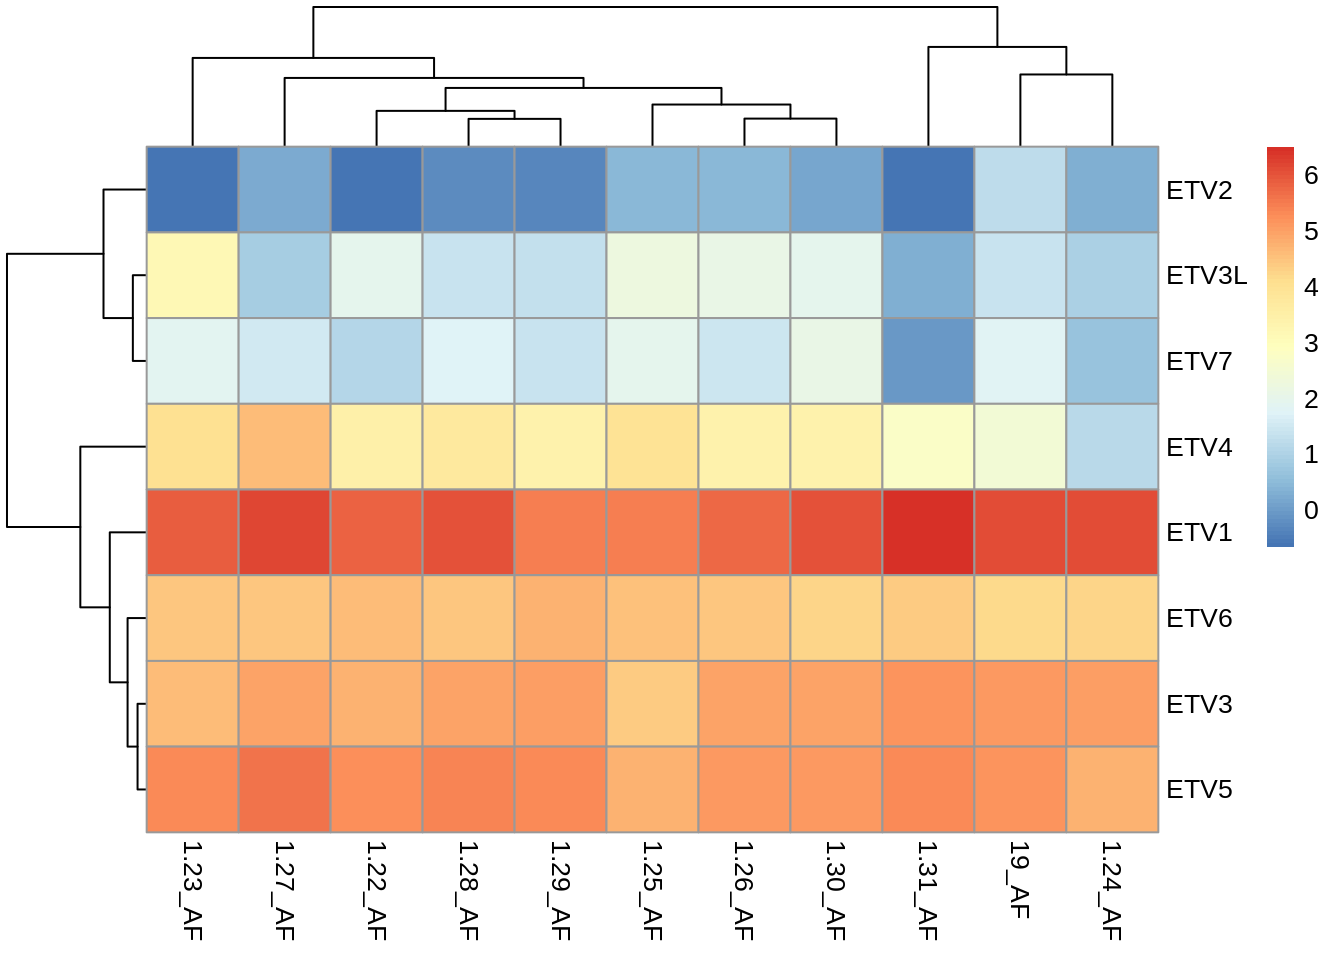 ETV2
ETV3L
ETV7
ETV4
ETV1
ETV6
ETV3
ETV5
6
5
4
3
2
1
0
1.23_AF
1.27_AF
1.22_AF
1.28_AF
1.29_AF
1.25_AF
1.26_AF
1.30_AF
1.31_AF
19_AF
1.24_AF